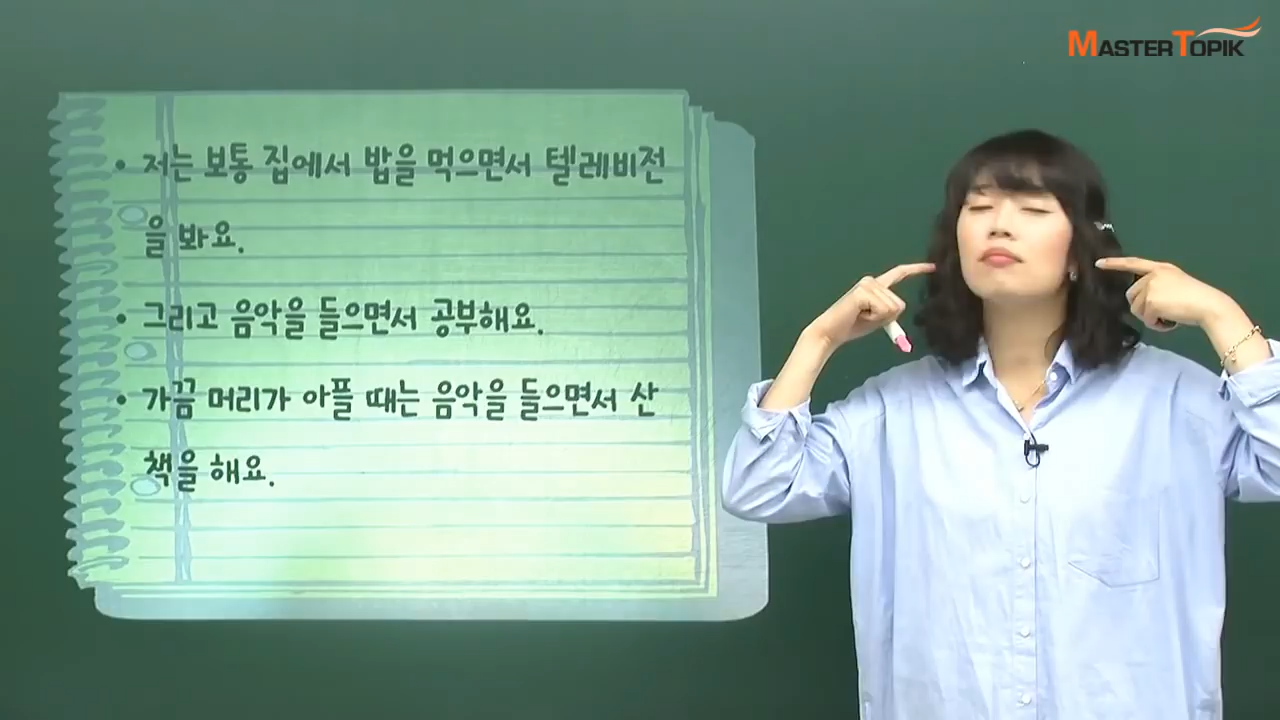 MASTERTOPIK
• 저는 보통 집에서 밥을 먹으면서 텔레비전
을 봐요.
• 그리고 음악을 들으면서 공부해요.
• 가끔 머리가 아플 때는 음악을 들으면서 산
책을 해요.